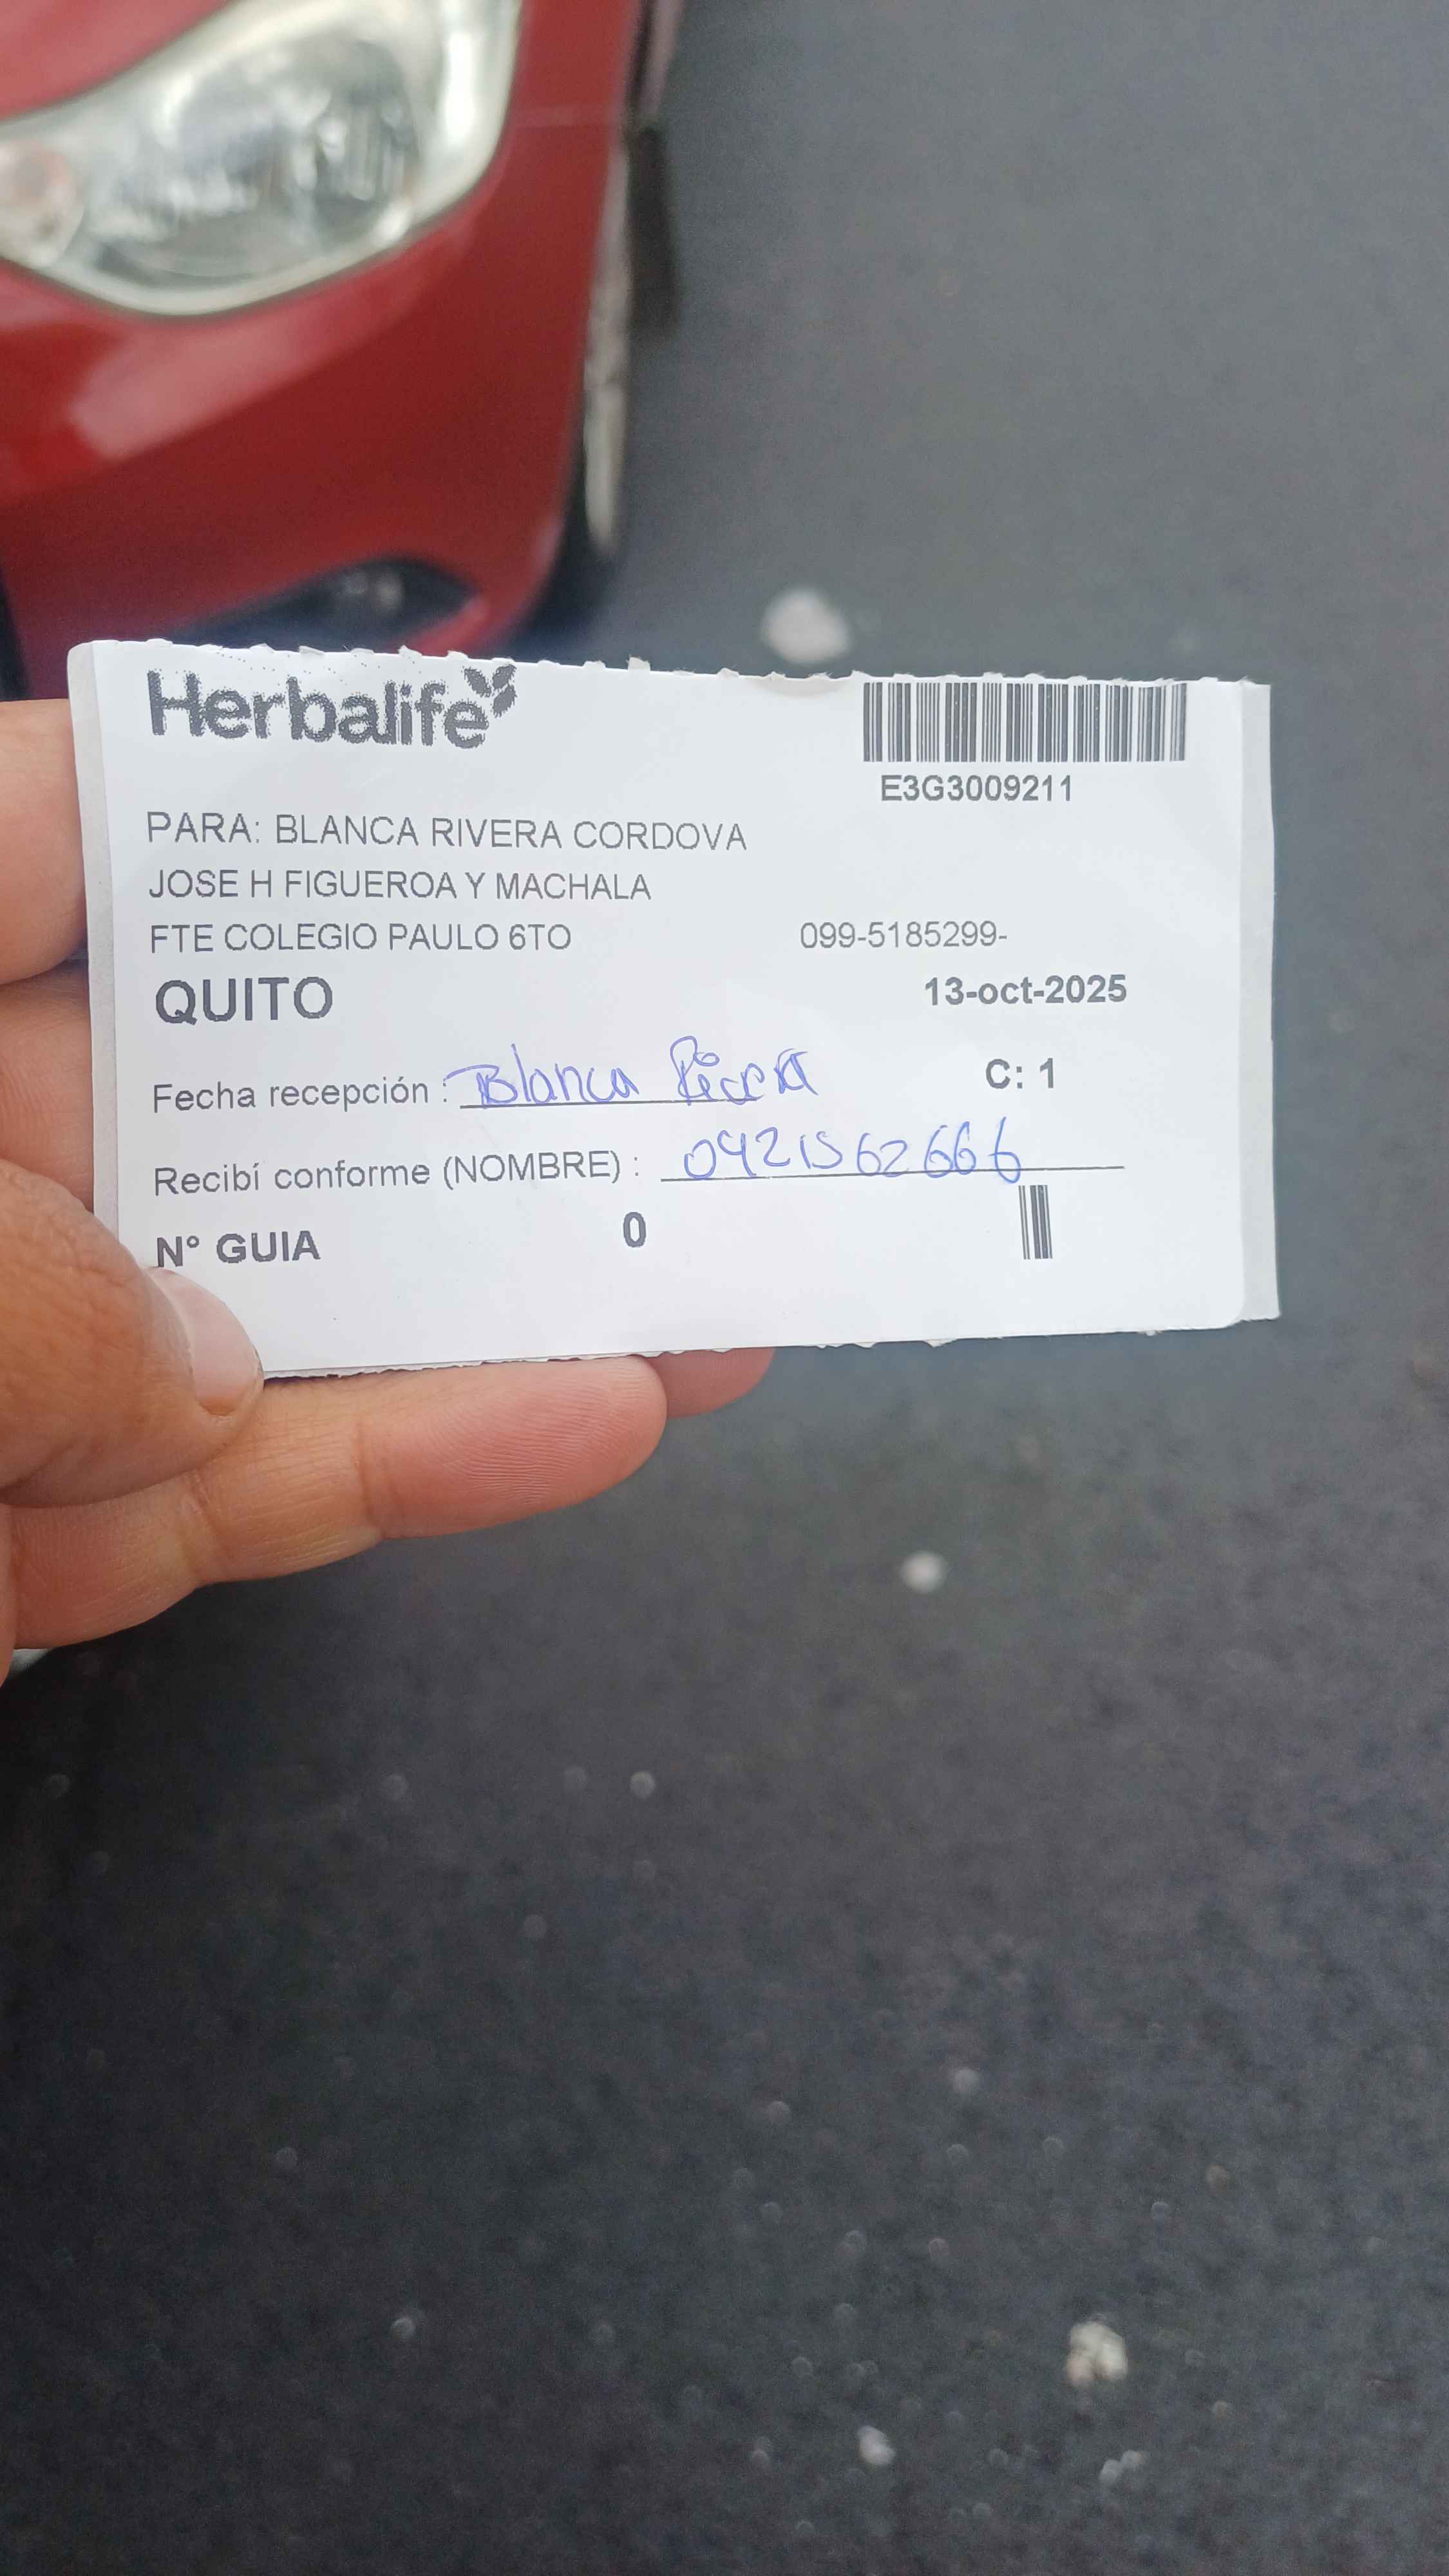 Herbalife
E3G3009211
PARA: BLANCA RIVERA CORDOVA
JOSE H FIGUEROA Y MACHALA
FTE COLEGIO PAULO 6TO 099-5185299-
QUITO 13-oct-2025
Fecha recepción : Blanca Rivera C: 1
Recibí conforme (NOMBRE) : 0921562666
N° GUIA 0